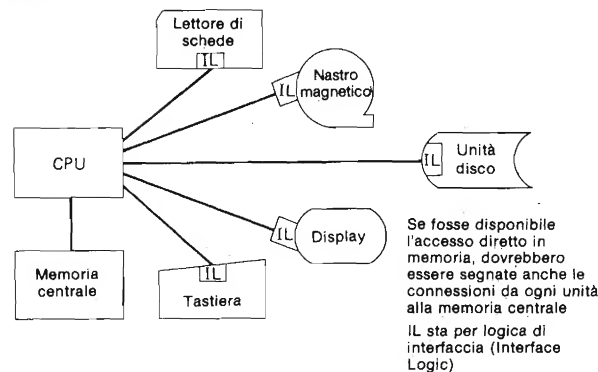 Lettore di
schede
IL
Nastro
magnetico
IL
CPU
IL
Unità
disco
IL
Display
Memoria
centrale
IL
Tastiera
Se fosse disponibile
l'accesso diretto in
memoria, dovrebbero
essere segnate anche le
connessioni da ogni unità
alla memoria centrale
IL sta per logica di
interfaccia (Interface
Logic)